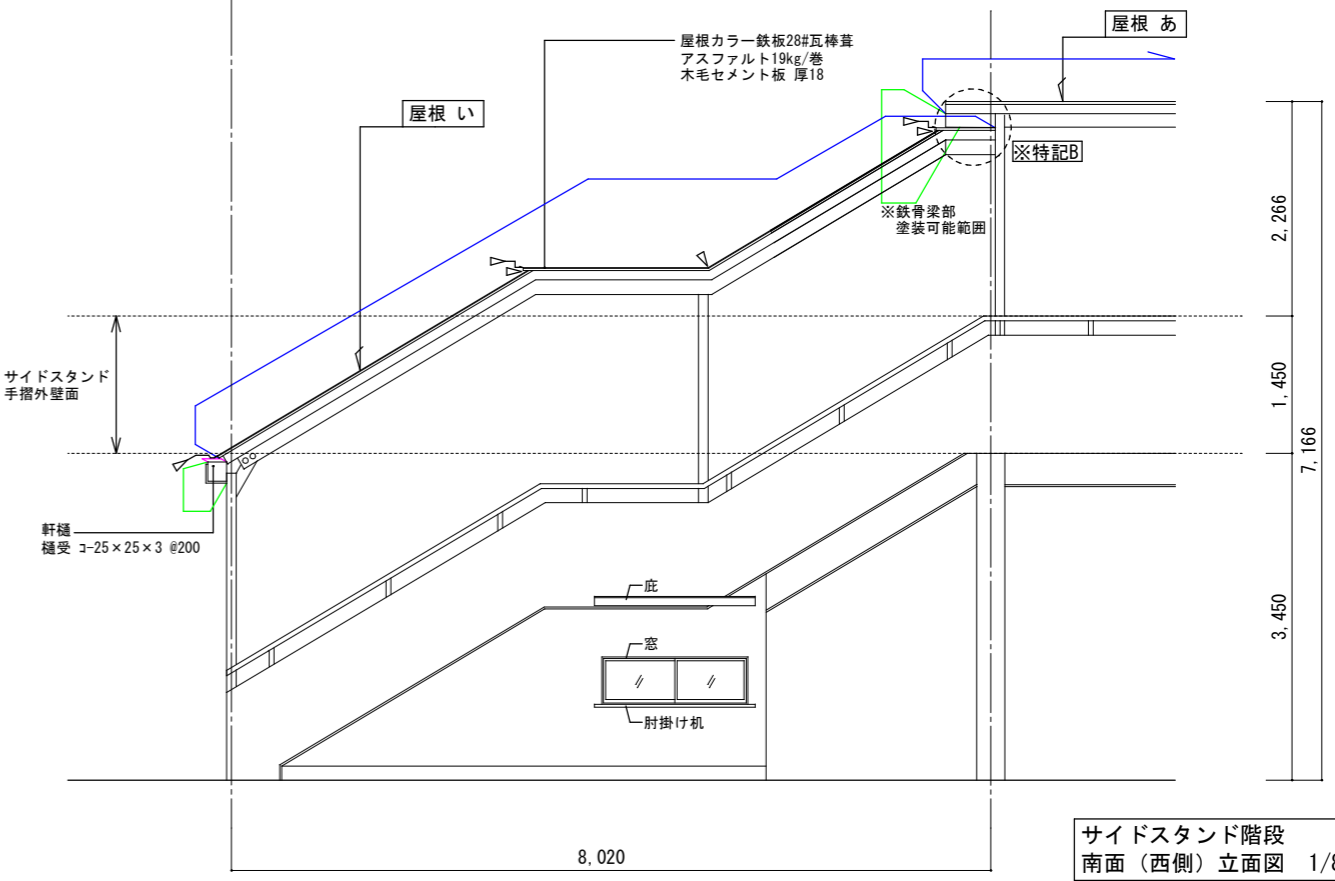 屋根 あ
屋根カラー鉄板28#瓦棒葺
アスファルト19kg/巻
木毛セメント板 厚18
屋根 い
※特記B
※鉄骨梁部
塗装可能範囲
2,266
サイドスタンド
手摺外壁面
1,450
7,166
軒樋
樋受 コ-25×25×3 @200
庇
3,450
窓
肘掛け机
8,020
サイドスタンド階段
南面（西側）立面図 1/8